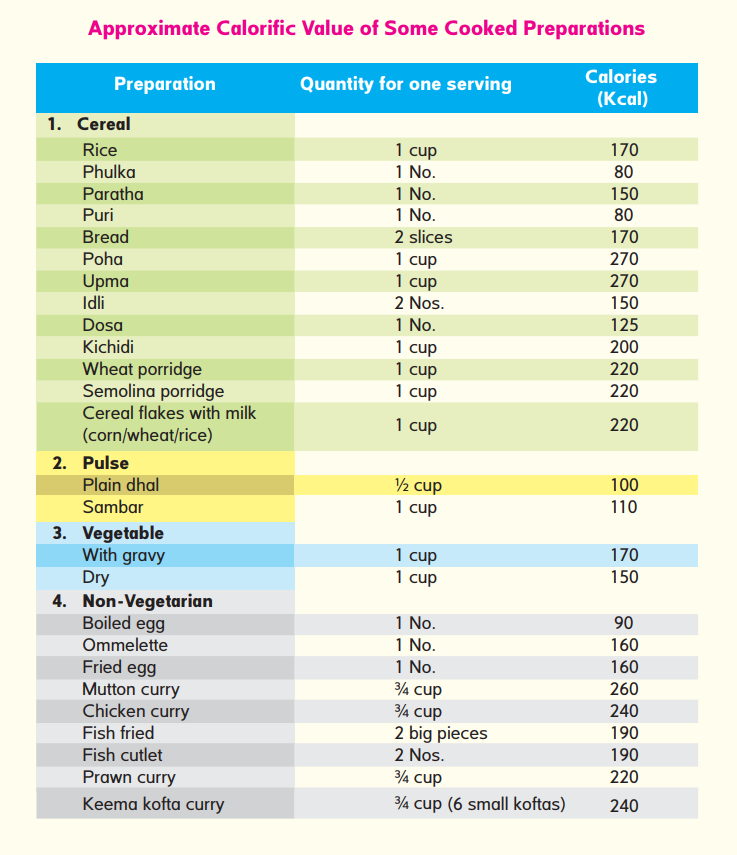 Approximate Calorific Value of Some Cooked Preparations
Preparation Quantity for one serving Calories (Kcal)
1. Cereal
Rice 1 cup 170
Phulka 1 No. 80
Paratha 1 No. 150
Puri 1 No. 80
Bread 2 slices 170
Poha 1 cup 270
Upma 1 cup 270
Idli 2 Nos. 150
Dosa 1 No. 125
Kichidi 1 cup 200
Wheat porridge 1 cup 220
Semolina porridge 1 cup 220
Cereal flakes with milk
(corn/wheat/rice) 1 cup 220
2. Pulse
Plain dhal ½ cup 100
Sambar 1 cup 110
3. Vegetable
With gravy 1 cup 170
Dry 1 cup 150
4. Non-Vegetarian
Boiled egg 1 No. 90
Ommelette 1 No. 160
Fried egg 1 No. 160
Mutton curry ¾ cup 260
Chicken curry ¾ cup 240
Fish fried 2 big pieces 190
Fish cutlet 2 Nos. 190
Prawn curry ¾ cup 220
Keema kofta curry ¾ cup (6 small koftas) 240